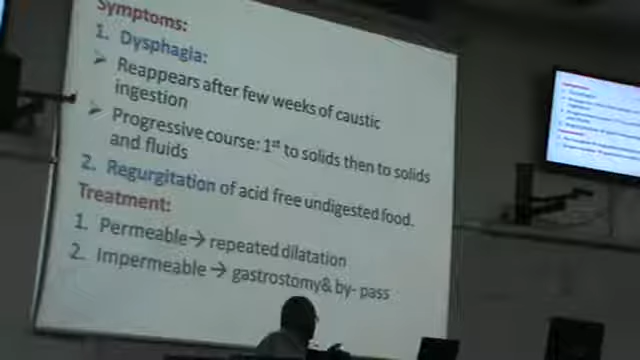 Symptoms:
1. Dysphagia:
➤ Reappears after few weeks of caustic
ingestion
➤ Progressive course: 1st to solids then to solids
and fluids
2. Regurgitation of acid free undigested food.
Treatment:
1. Permeable → repeated dilatation
2. Impermeable → gastrostomy& by- pass